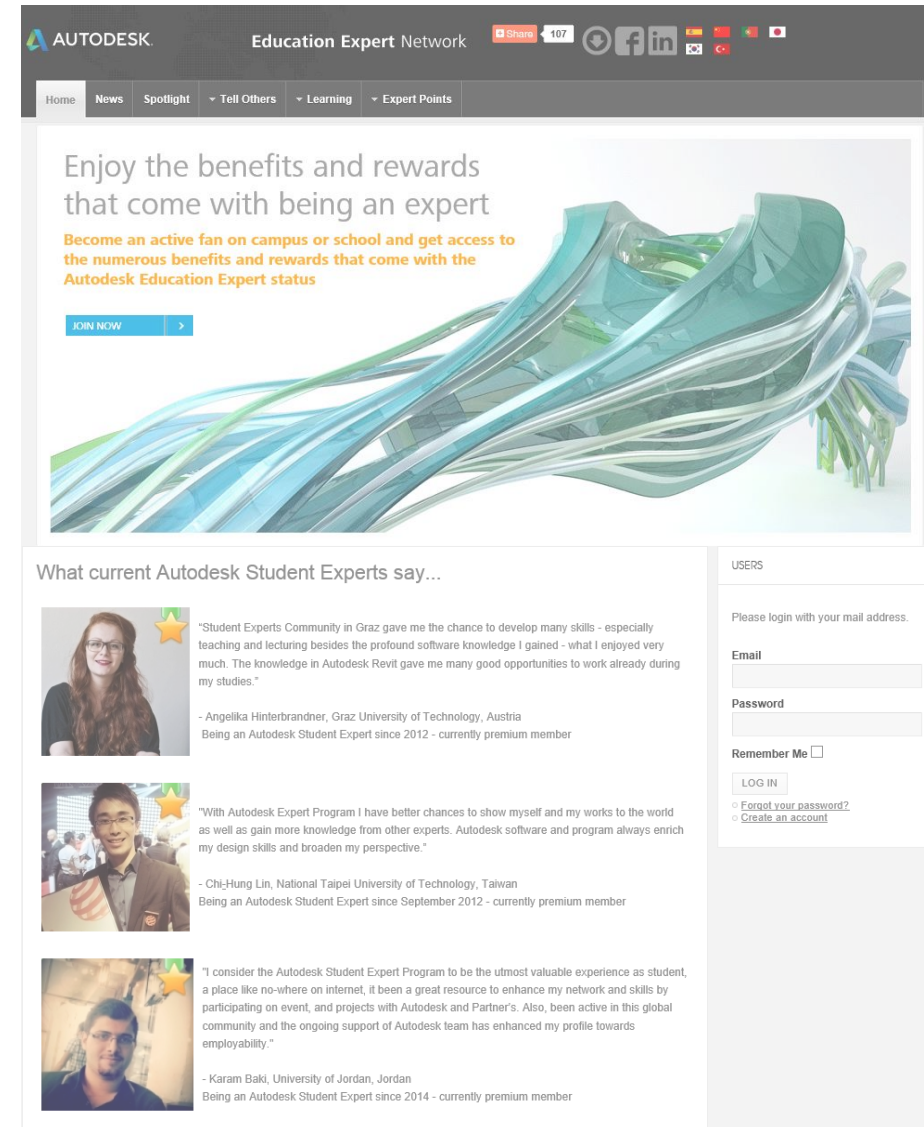 AUTODESK.
Education Expert Network
Share 107
Home News Spotlight Tell Others Learning Expert Points
Enjoy the benefits and rewards
that come with being an expert
Become an active fan on campus or school and get access to
the numerous benefits and rewards that come with the
Autodesk Education Expert status
JOIN NOW
What current Autodesk Student Experts say...
“Student Experts Community in Graz gave me the chance to develop many skills - especially
teaching and lecturing besides the profound software knowledge I gained - what I enjoyed very
much. The knowledge in Autodesk Revit gave me many good opportunities to work already during
my studies.”
- Angelika Hinterbrandner, Graz University of Technology, Austria
Being an Autodesk Student Expert since 2012 - currently premium member
"With Autodesk Expert Program I have better chances to show myself and my works to the world
as well as gain more knowledge from other experts. Autodesk software and program always enrich
my design skills and broaden my perspective.”
- Chi-Hung Lin, National Taipei University of Technology, Taiwan
Being an Autodesk Student Expert since September 2012 - currently premium member
"I consider the Autodesk Student Expert Program to be the utmost valuable experience as student,
a place like no-where on internet, it been a great resource to enhance my network and skills by
participating on event, and projects with Autodesk and Partner's. Also, been active in this global
community and the ongoing support of Autodesk team has enhanced my profile towards
employability."
- Karam Baki, University of Jordan, Jordan
Being an Autodesk Student Expert since 2014 - currently premium member
USERS
Please login with your mail address.
Email
Password
Remember Me
LOG IN
Forgot your password?
Create an account